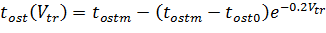 t_ost(V_tr) = t_ostm − (t_ostm − t_ost0)e^{−0.2V_tr}